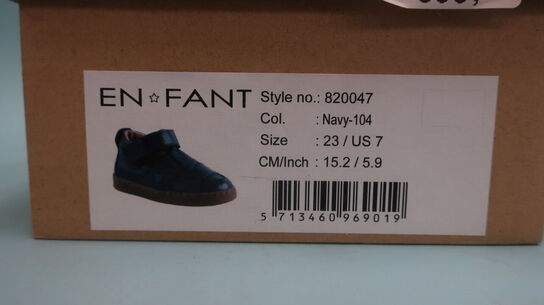 EN☆FANT
Style no.: 820047
Col. : Navy-104
Size : 23 / US 7
CM/Inch : 15.2 / 5.9
5 713460 969019